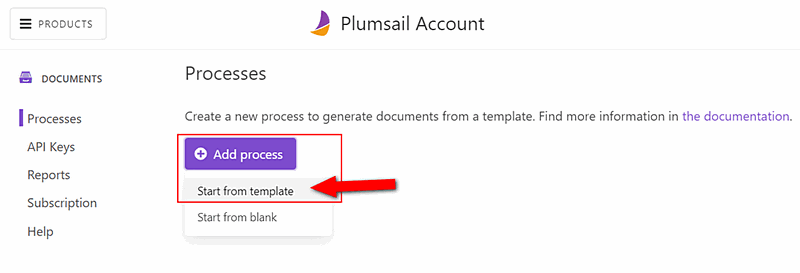 PRODUCTS
Plumsail Account
DOCUMENTS
Processes
API Keys
Reports
Subscription
Help
Processes
Create a new process to generate documents from a template. Find more information in the documentation.
Add process
Start from template
Start from blank